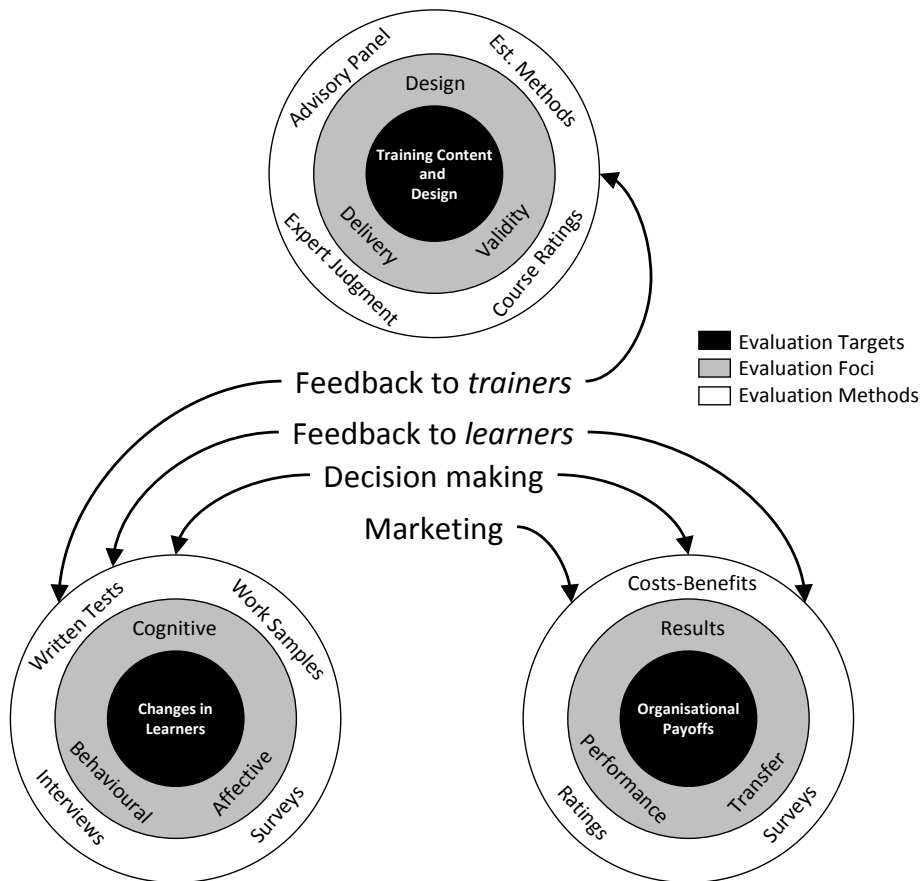 Advisory Panel
Est. Methods
Design
Training Content
and
Design
Delivery
Validity
Expert Judgment
Course Ratings
Evaluation Targets
Evaluation Foci
Evaluation Methods
Feedback to trainers
Feedback to learners
Decision making
Marketing
Written Tests
Work Samples
Cognitive
Changes in
Learners
Behavioural
Affective
Interviews
Surveys
Costs-Benefits
Results
Organisational
Payoffs
Performance
Transfer
Ratings
Surveys